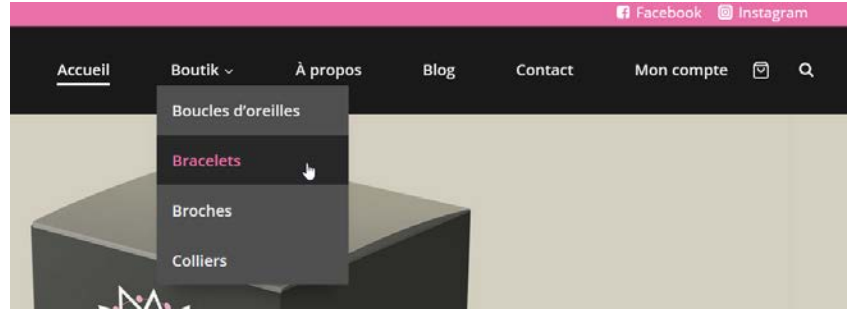 Facebook Instagram
Accueil Boutik À propos Blog Contact Mon compte
Boucles d'oreilles
Bracelets
Broches
Colliers